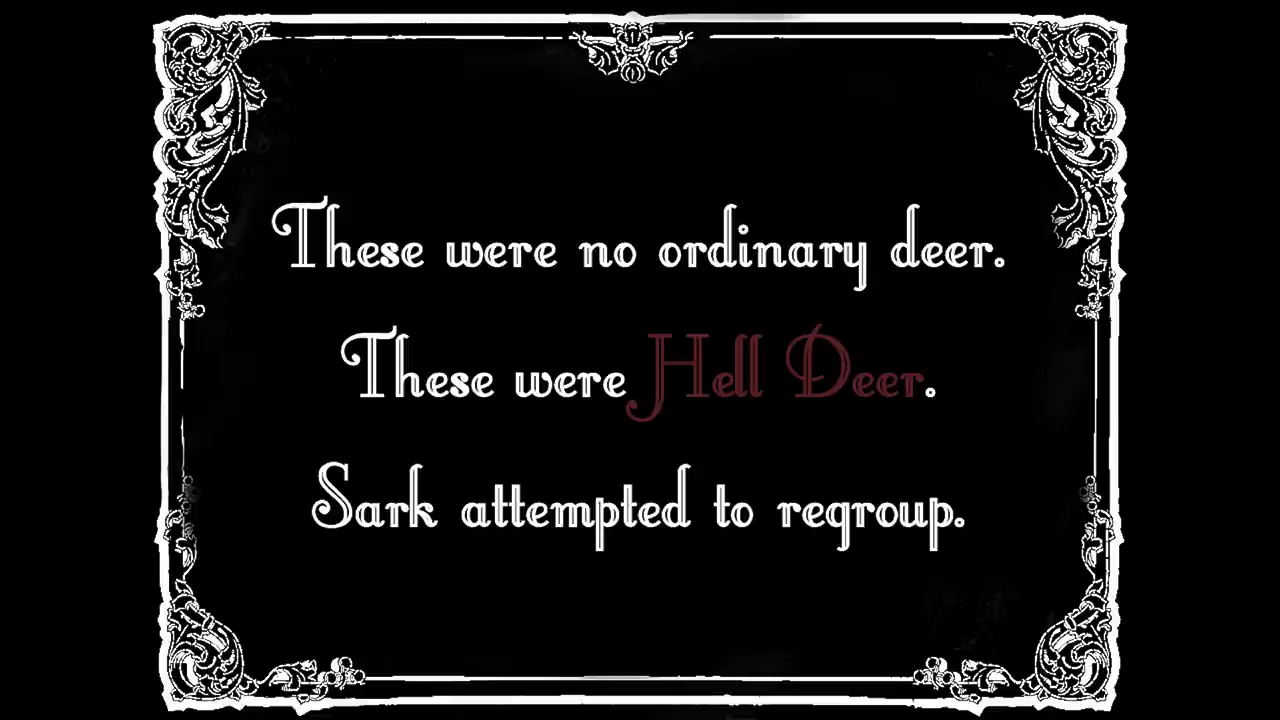 These were no ordinary deer.
These were Hell Deer.
Sark attempted to regroup.